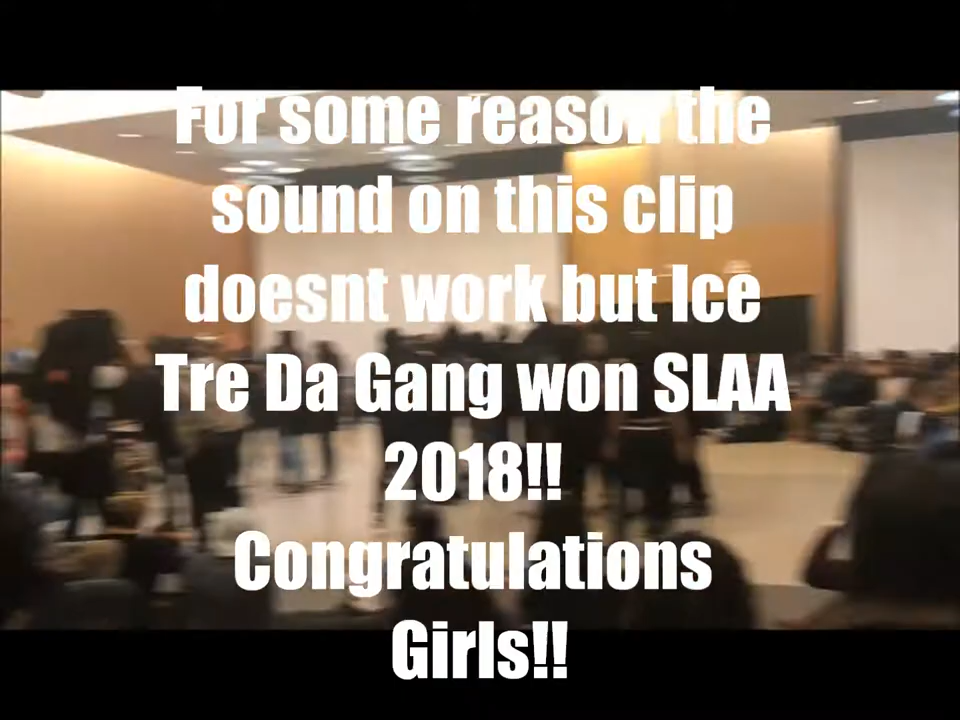 For some reason the
sound on this clip
doesnt work but Ice
Tre Da Gang won SLAA
2018!!
Congratulations
Girls!!